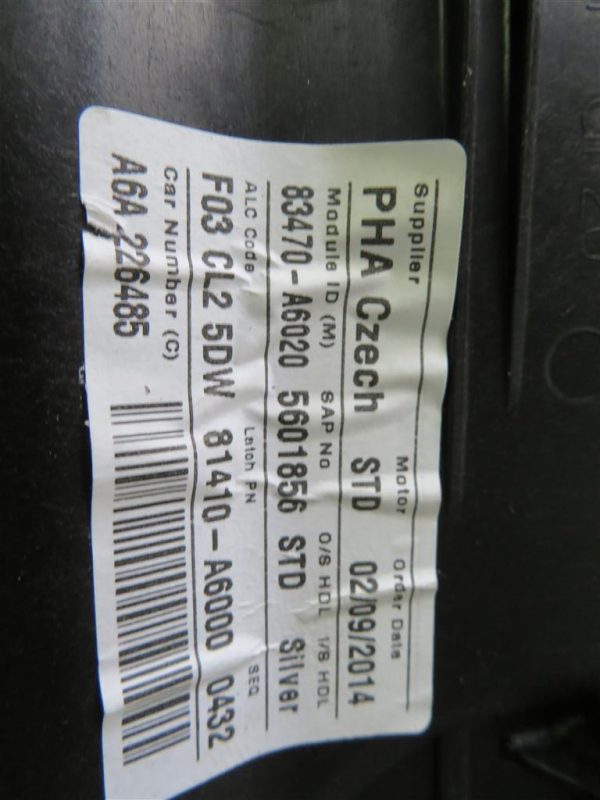 Supplier Motor Order Date
PHA Czech STD 02/09/2014
Module ID (M) SAP No O/S HDL I/S HDL
83470-A6020 5601856 STD Silver
ALC Code Latch PN SEQ
F03 CL2 5DW 81410-A6000 0432
Car Number (C)
A6A 226485